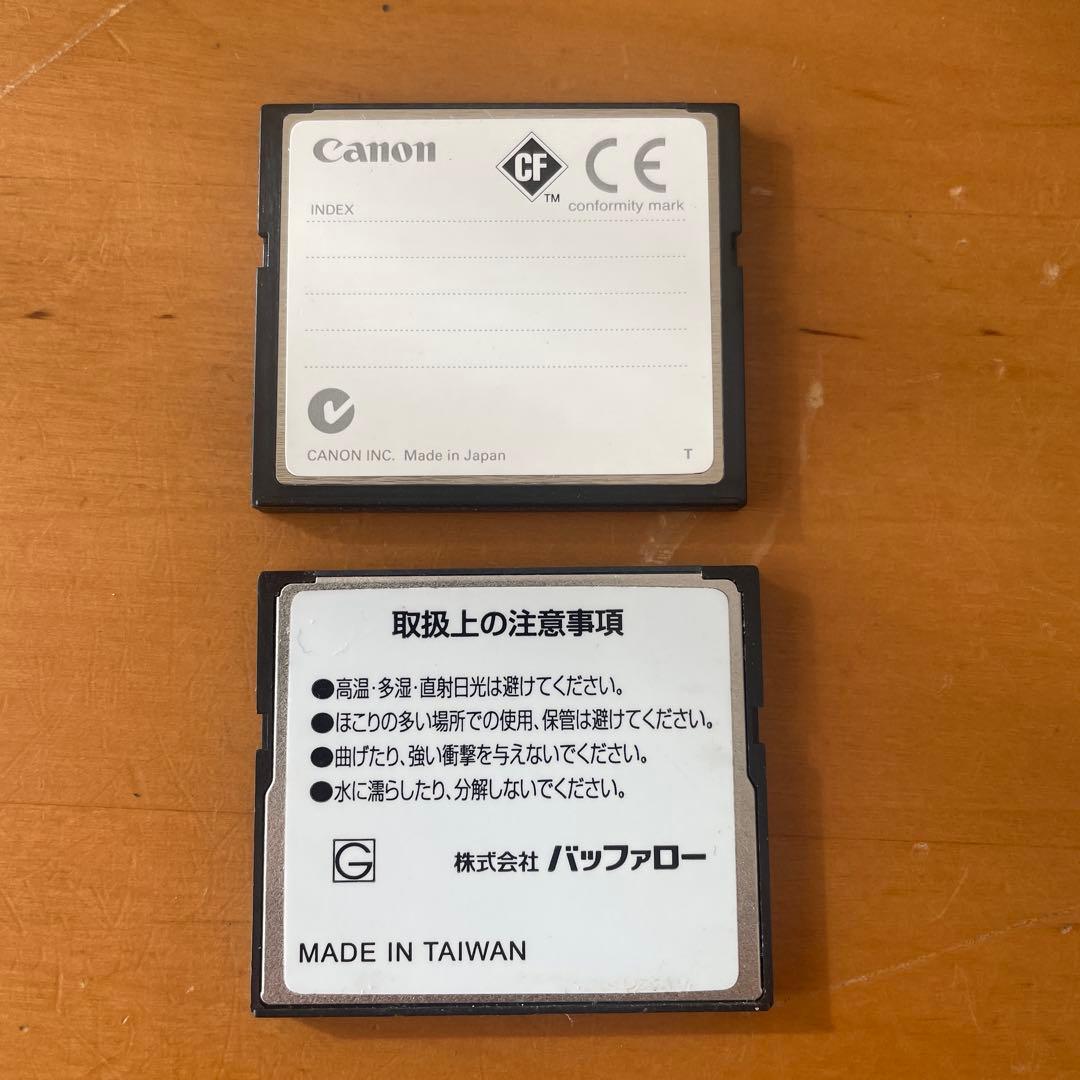 Canon
CF
TM
CE
INDEX
conformity mark
CANON INC. Made in Japan
T
取扱上の注意事項
●高温・多湿・直射日光は避けてください。
●ほこりの多い場所での使用、保管は避けてください。
●曲げたり、強い衝撃を与えないでください。
●水に濡らしたり、分解しないでください。
G
株式会社 バッファロー
MADE IN TAIWAN